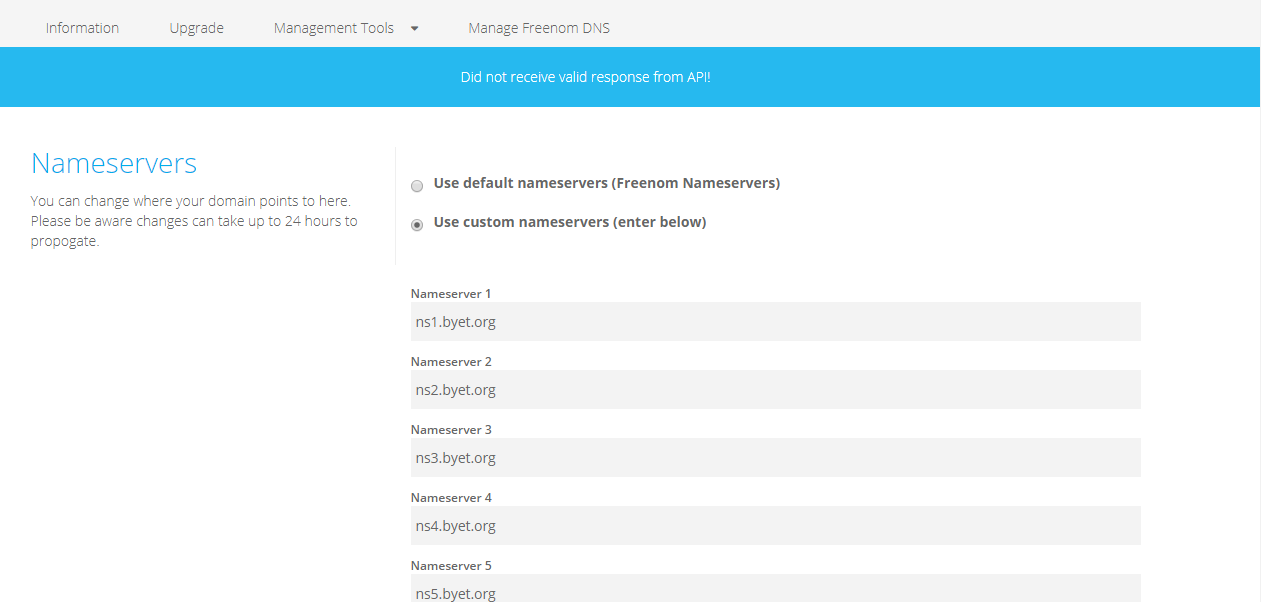 Information Upgrade Management Tools Manage Freenom DNS
Did not receive valid response from API!
Nameservers
You can change where your domain points to here.
Please be aware changes can take up to 24 hours to
propogate.
Use default nameservers (Freenom Nameservers)
Use custom nameservers (enter below)
Nameserver 1
ns1.byet.org
Nameserver 2
ns2.byet.org
Nameserver 3
ns3.byet.org
Nameserver 4
ns4.byet.org
Nameserver 5
ns5.byet.org